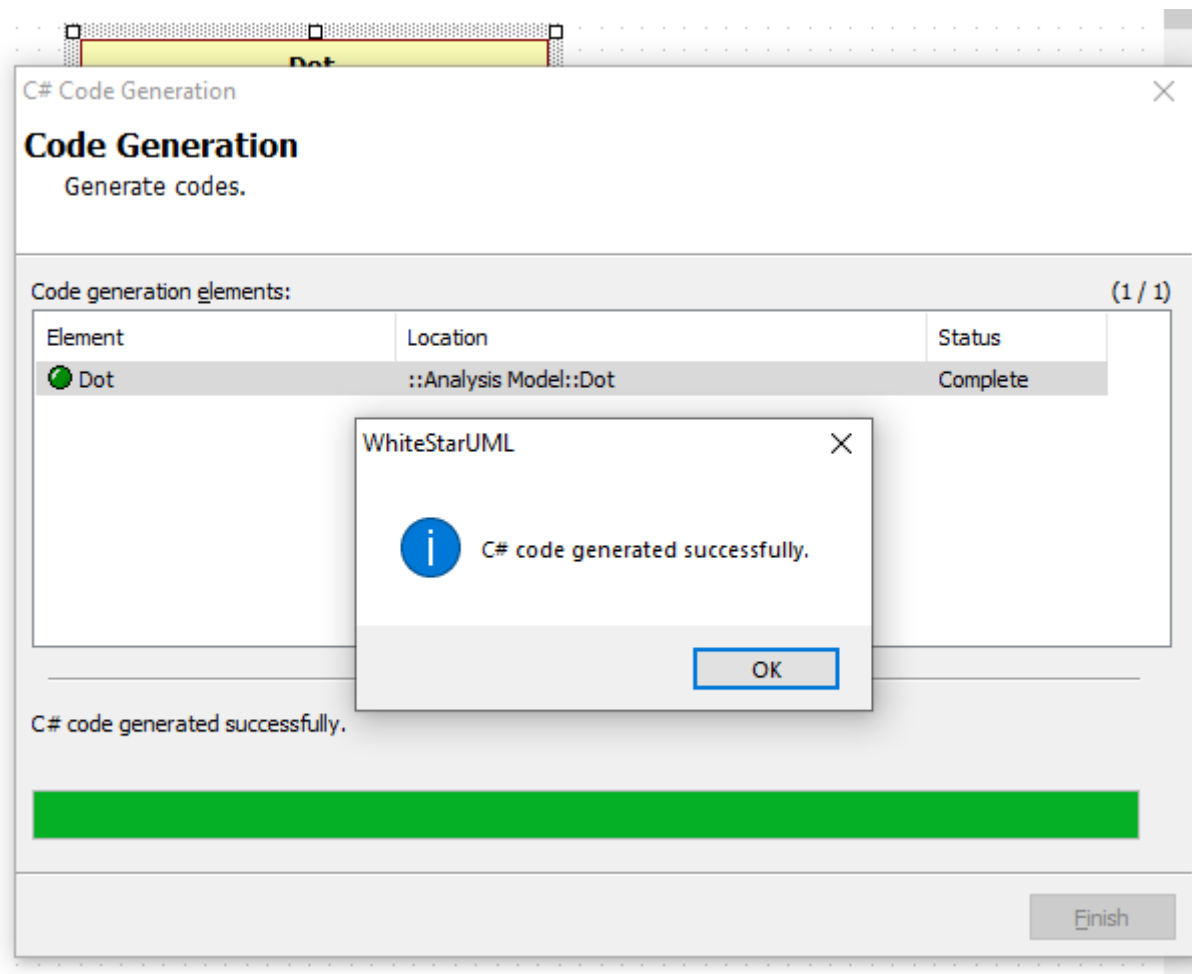 Dot
C# Code Generation
Code Generation
Generate codes.
Code generation elements: (1 / 1)
Element Location Status
Dot ::Analysis Model::Dot Complete
WhiteStarUML
C# code generated successfully.
OK
C# code generated successfully.
Finish